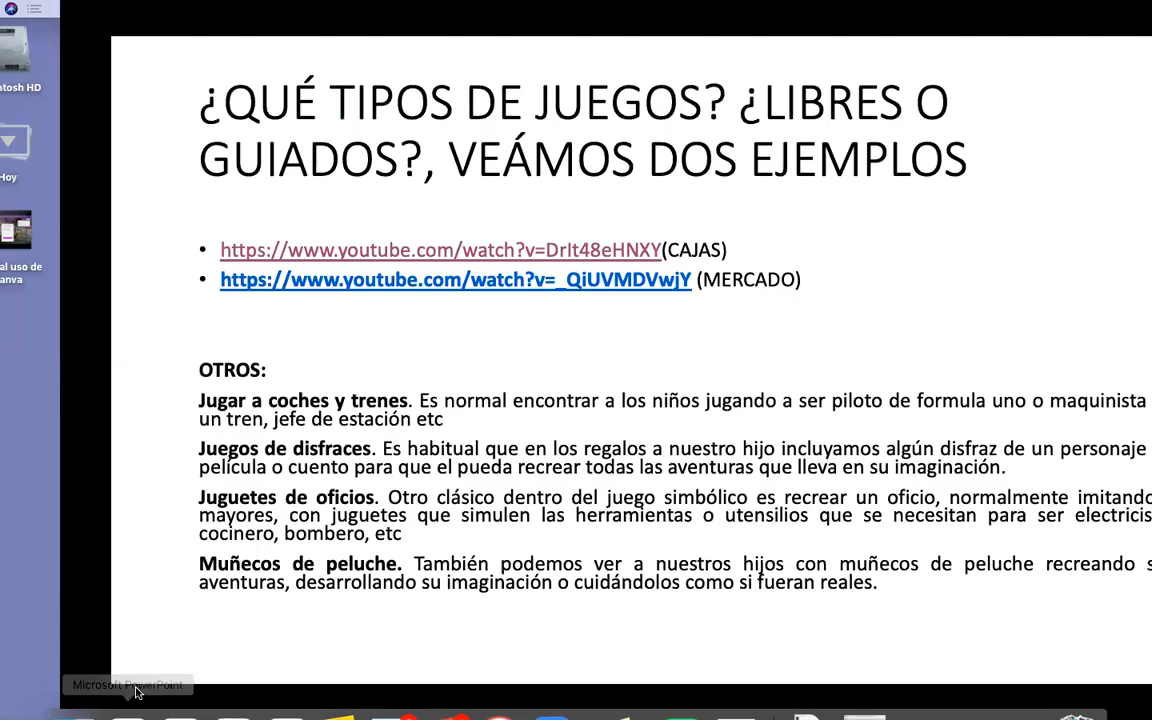 ntosh HD
Hoy
al uso de
anva
¿QUÉ TIPOS DE JUEGOS? ¿LIBRES O
GUIADOS?, VEÁMOS DOS EJEMPLOS
• https://www.youtube.com/watch?v=DrIt48eHNXY(CAJAS)
• https://www.youtube.com/watch?v=_QiUVMDVwjY (MERCADO)
OTROS:
Jugar a coches y trenes. Es normal encontrar a los niños jugando a ser piloto de formula uno o maquinista
un tren, jefe de estación etc
Juegos de disfraces. Es habitual que en los regalos a nuestro hijo incluyamos algún disfraz de un personaje
película o cuento para que el pueda recrear todas las aventuras que lleva en su imaginación.
Juguetes de oficios. Otro clásico dentro del juego simbólico es recrear un oficio, normalmente imitando
mayores, con juguetes que simulen las herramientas o utensilios que se necesitan para ser electricis
cocinero, bombero, etc
Muñecos de peluche. También podemos ver a nuestros hijos con muñecos de peluche recreando s
aventuras, desarrollando su imaginación o cuidándolos como si fueran reales.
Microsoft PowerPoint